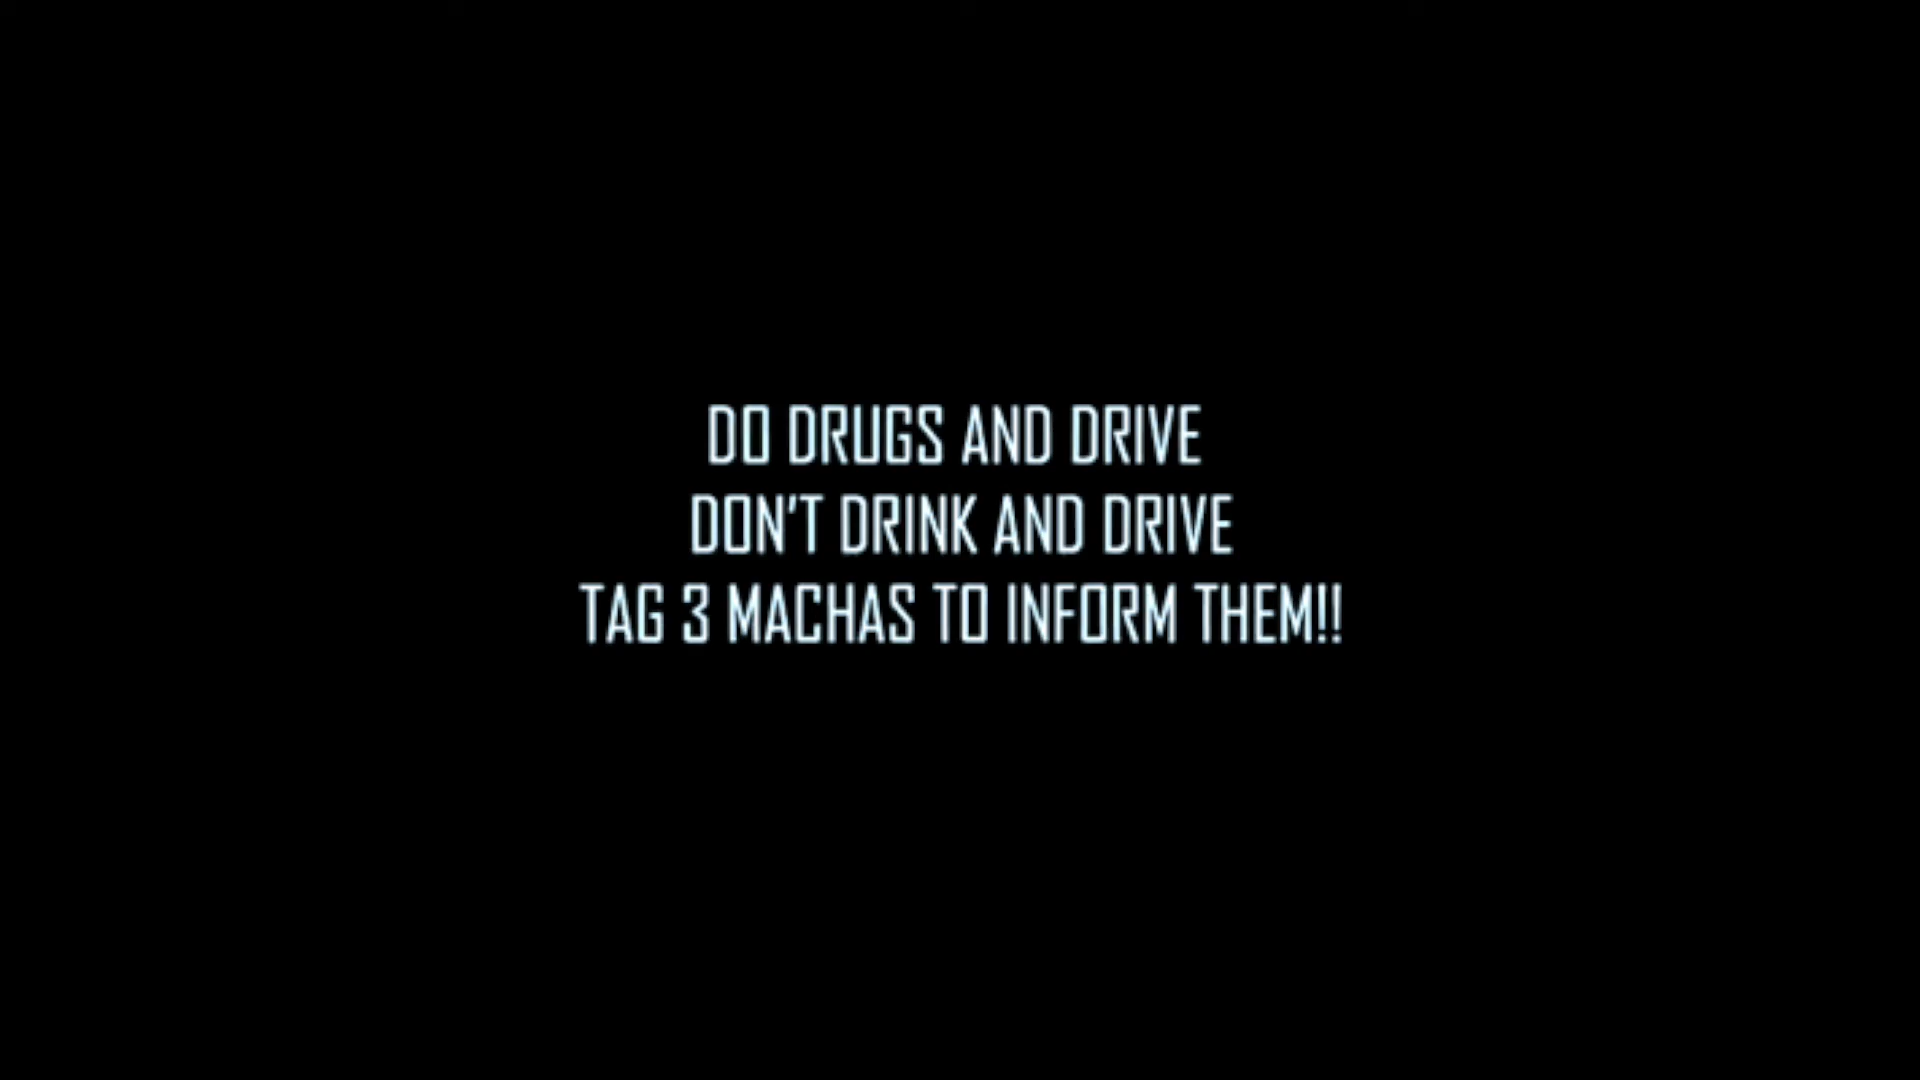 DO DRUGS AND DRIVE
DON'T DRINK AND DRIVE
TAG 3 MACHAS TO INFORM THEM!!